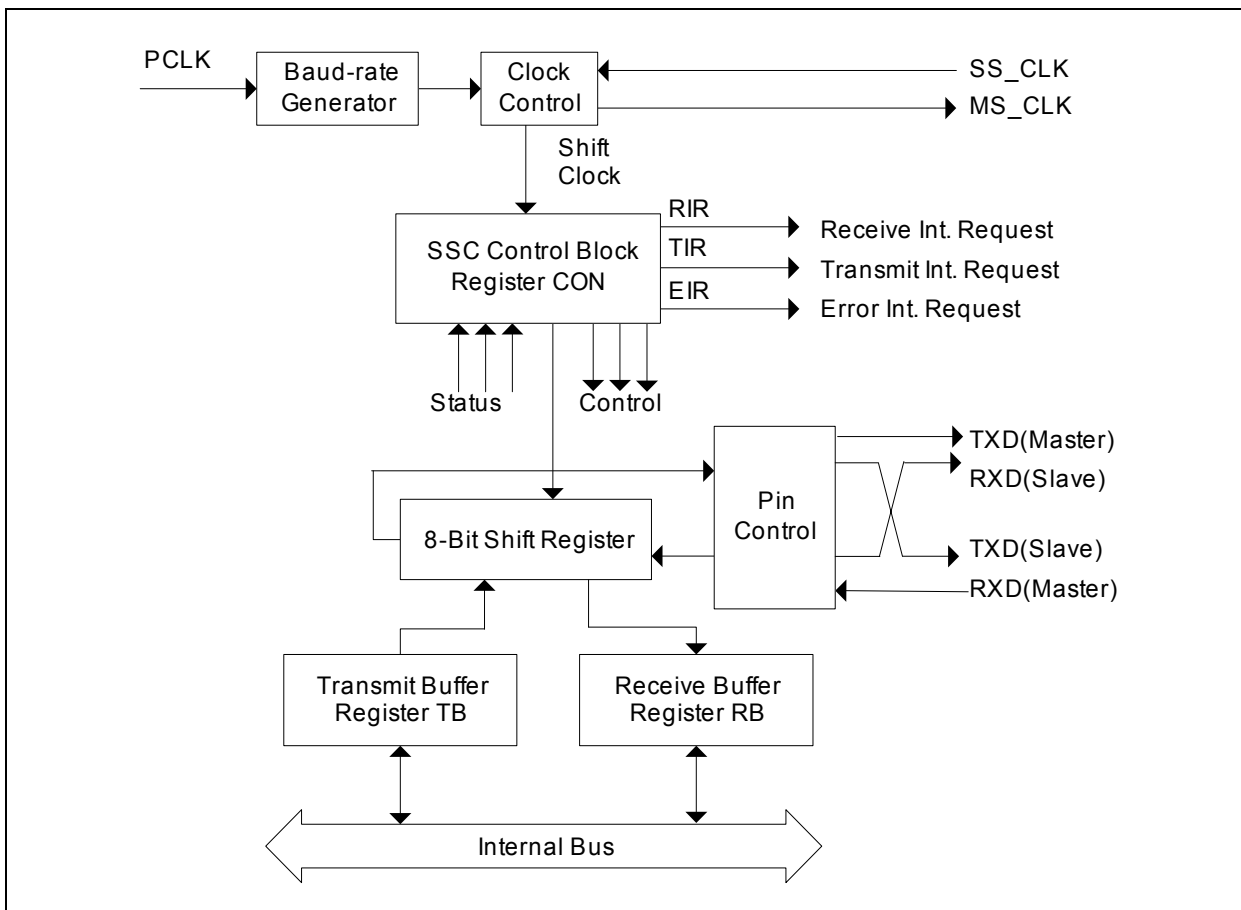 PCLK
Baud-rate
Generator
Clock
Control
SS_CLK
MS_CLK
Shift
Clock
SSC Control Block
Register CON
RIR
Receive Int. Request
TIR
Transmit Int. Request
EIR
Error Int. Request
Status
Control
Pin
Control
TXD(Master)
RXD(Slave)
TXD(Slave)
RXD(Master)
8-Bit Shift Register
Transmit Buffer
Register TB
Receive Buffer
Register RB
Internal Bus